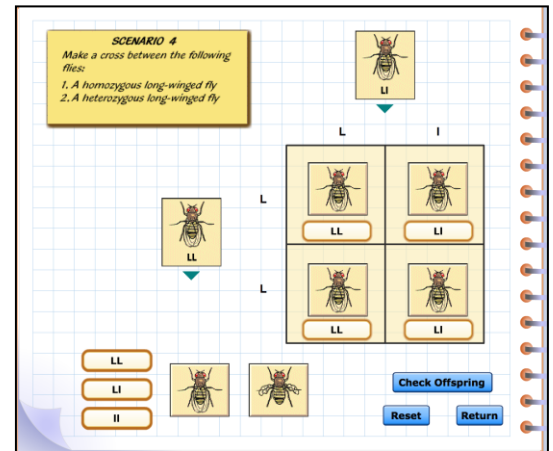 SCENARIO 4
Make a cross between the following
flies:
1. A homozygous long-winged fly
2. A heterozygous long-winged fly
Ll
L l
L
LL
LL Ll
L
LL Ll
LL
Ll
ll
Check Offspring
Reset Return